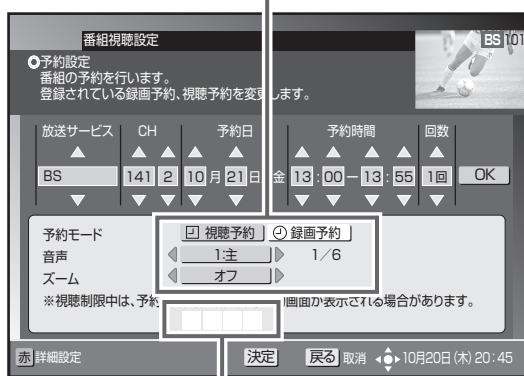 番組視聴設定
BS 101
予約設定
番組の予約を行います。
登録されている録画予約、視聴予約を変更します。
放送サービス CH 予約日 予約時間 回数
BS 141 2 10月21日 金 13:00－13:55 1回 OK
予約モード 視聴予約 録画予約
音声 1:主 1/6
ズーム オフ
※視聴制限中は、予約 画面が表示される場合があります。
赤 詳細設定 決定 戻る 取消 10月20日(木)20:45